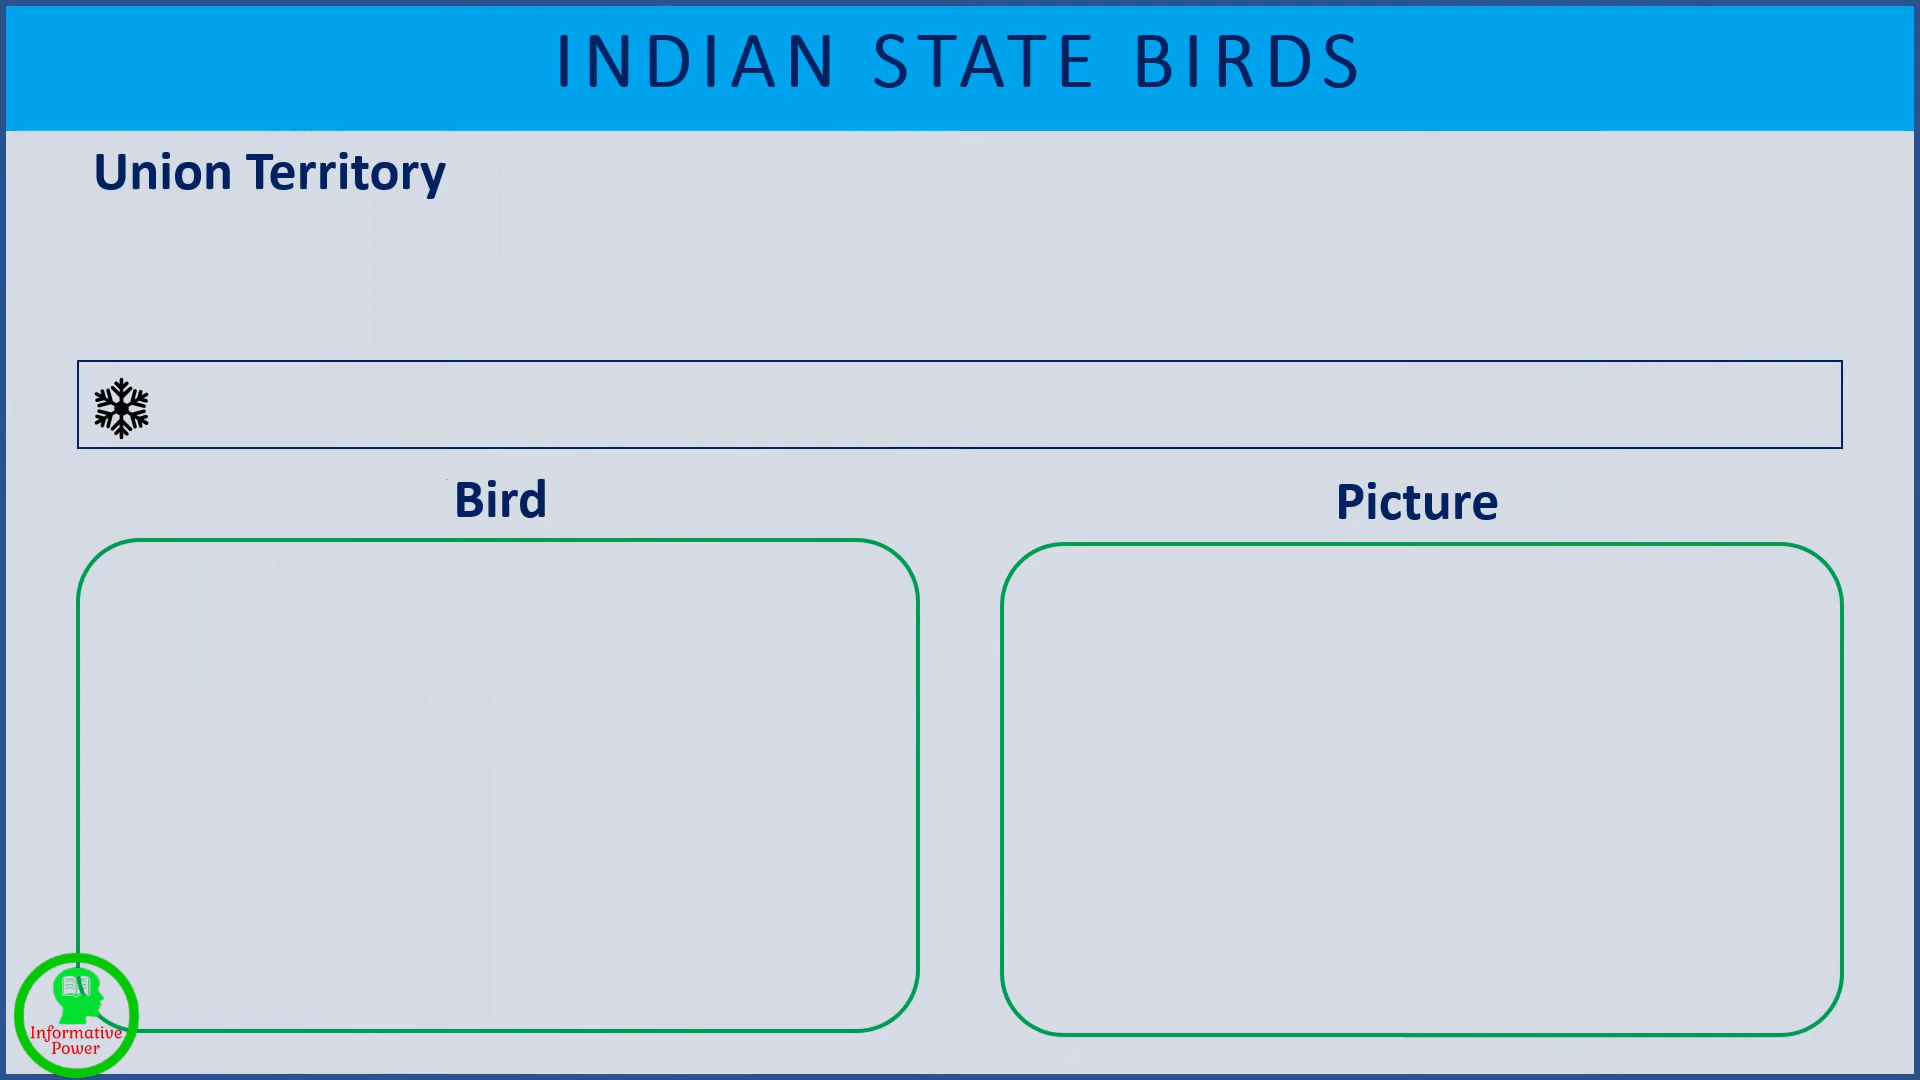 INDIAN STATE BIRDS
Union Territory
Bird
Picture
Informative
Power